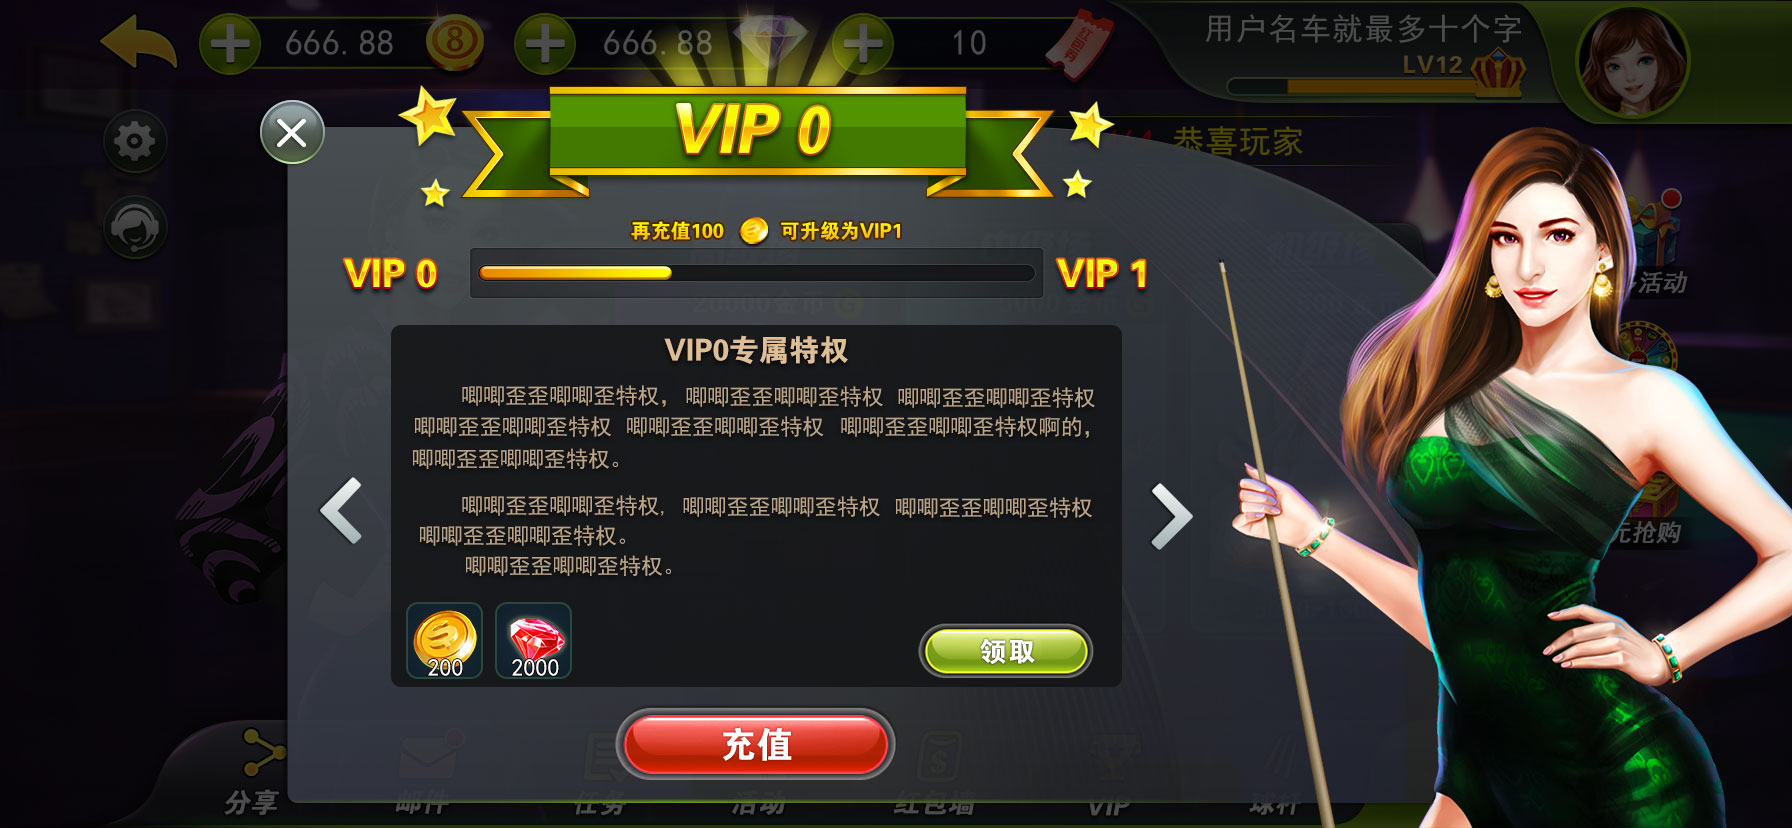 666.88
8
666.88
10
用户名车就最多十个字
LV12
恭喜玩家
VIP 0
再充值100 可升级为VIP1
VIP 0
VIP 1
活动
VIP0专属特权
唧唧歪歪唧唧歪特权，唧唧歪歪唧唧歪特权 唧唧歪歪唧唧歪特权
唧唧歪歪唧唧歪特权 唧唧歪歪唧唧歪特权 唧唧歪歪唧唧歪特权啊的，
唧唧歪歪唧唧歪特权。
唧唧歪歪唧唧歪特权, 唧唧歪歪唧唧歪特权 唧唧歪歪唧唧歪特权
唧唧歪歪唧唧歪特权。
唧唧歪歪唧唧歪特权。
元抢购
200
2000
领取
充值
分享
邮件
任务
活动
红包墙
VIP
球杆